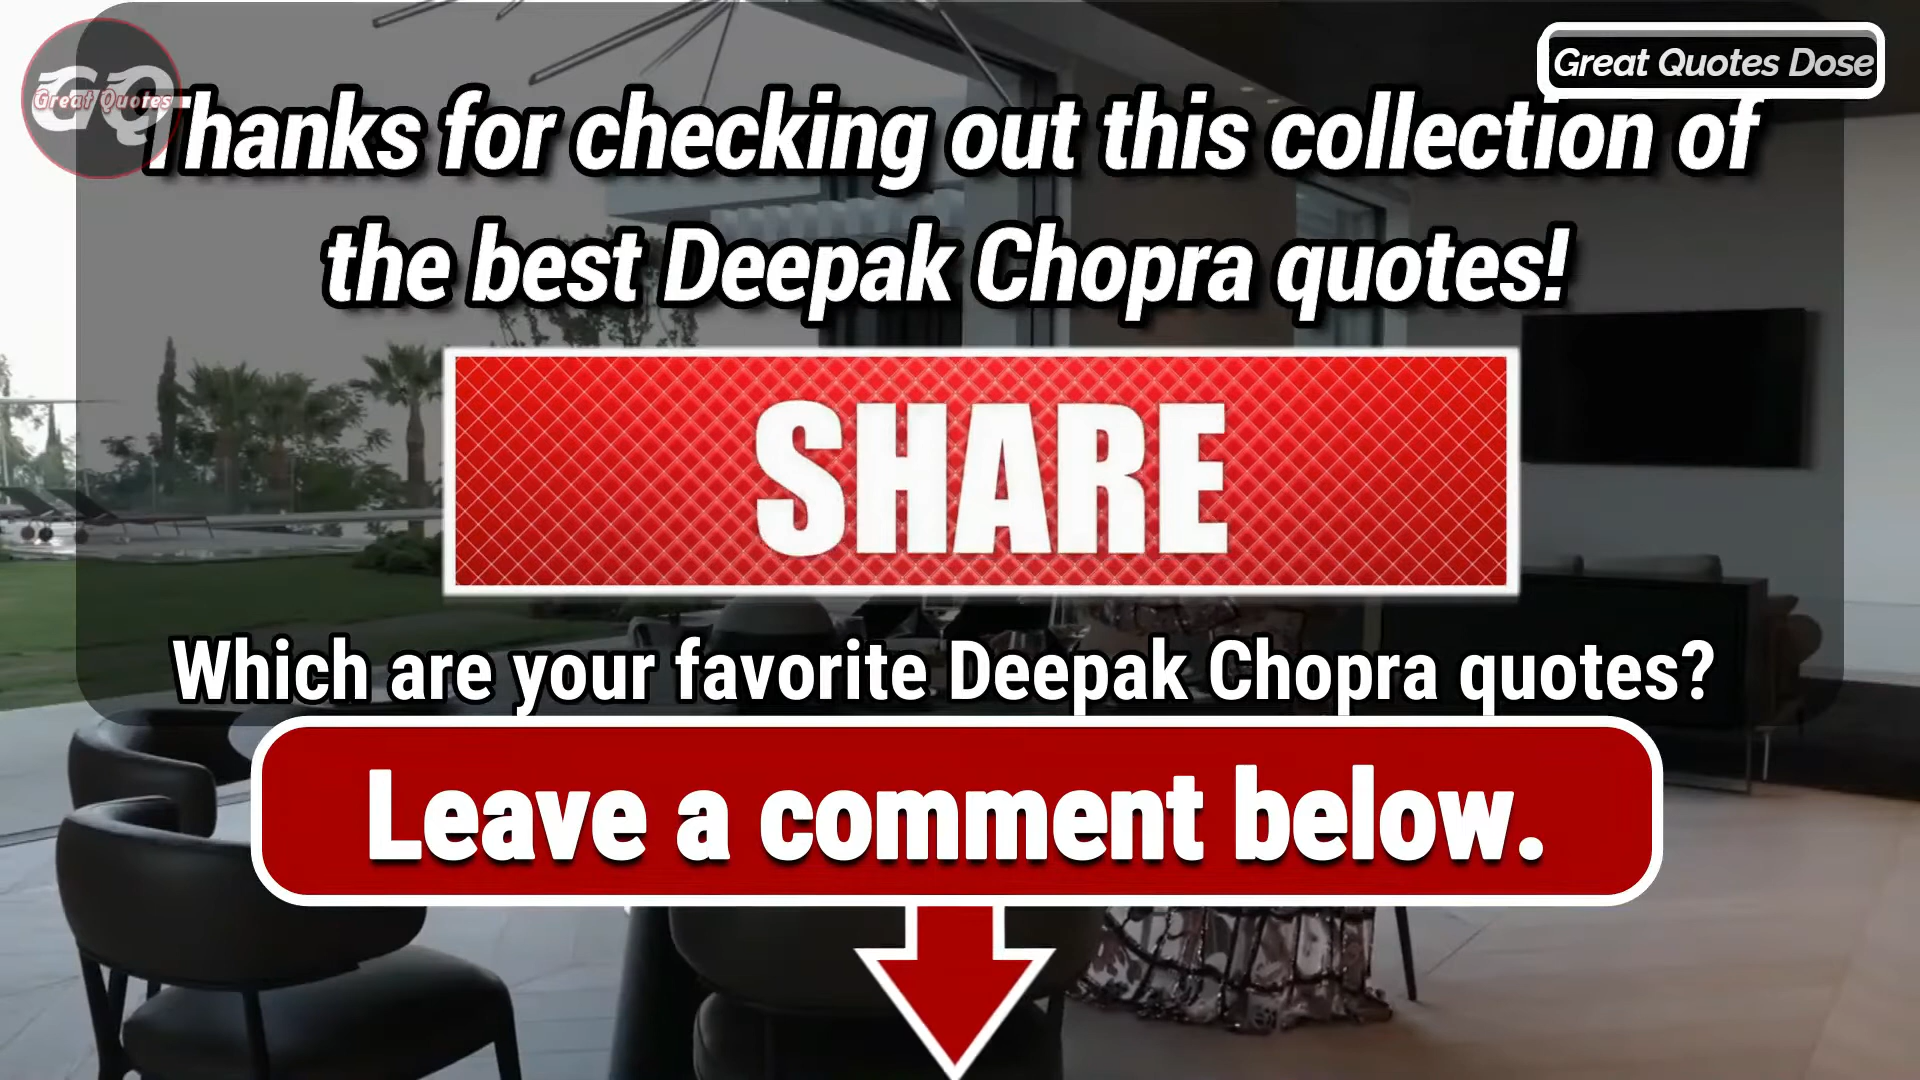 GQ
Great Quotes
Great Quotes Dose
Thanks for checking out this collection of
the best Deepak Chopra quotes!
SHARE
Which are your favorite Deepak Chopra quotes?
Leave a comment below.